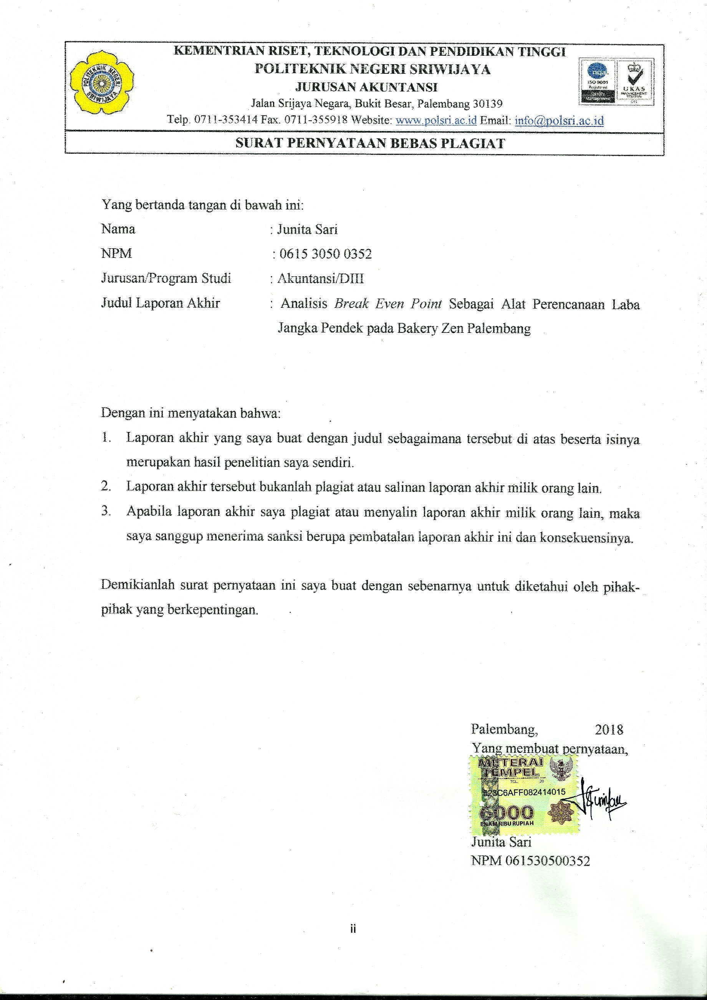 KEMENTRIAN RISET, TEKNOLOGI DAN PENDIDIKAN TINGGI
POLITEKNIK NEGERI SRIWIJAYA
JURUSAN AKUNTANSI
Jalan Srijaya Negara, Bukit Besar, Palembang 30139
Telp. 0711-353414 Fax. 0711-355918 Website: www.polsri.ac.id Email: info@polsri.ac.id
POLITEKNIK NEGERI
SRIWIJAYA
nqa.
ISO 9001
Registered
Quality
Management
UKAS
MANAGEMENT
SURAT PERNYATAAN BEBAS PLAGIAT
Yang bertanda tangan di bawah ini:
Nama : Junita Sari
NPM : 0615 3050 0352
Jurusan/Program Studi : Akuntansi/DIII
Judul Laporan Akhir : Analisis Break Even Point Sebagai Alat Perencanaan Laba
Jangka Pendek pada Bakery Zen Palembang
Dengan ini menyatakan bahwa:
1. Laporan akhir yang saya buat dengan judul sebagaimana tersebut di atas beserta isinya
merupakan hasil penelitian saya sendiri.
2. Laporan akhir tersebut bukanlah plagiat atau salinan laporan akhir milik orang lain.
3. Apabila laporan akhir saya plagiat atau menyalin laporan akhir milik orang lain, maka
saya sanggup menerima sanksi berupa pembatalan laporan akhir ini dan konsekuensinya.
Demikianlah surat pernyataan ini saya buat dengan sebenarnya untuk diketahui oleh pihak-
pihak yang berkepentingan.
Palembang, 2018
Yang membuat pernyataan,
METERAI
TEMPEL
TGL. 20
523C6AFF082414015
6000
ENAM RIBU RUPIAH
Junita Sari
NPM 061530500352
ii